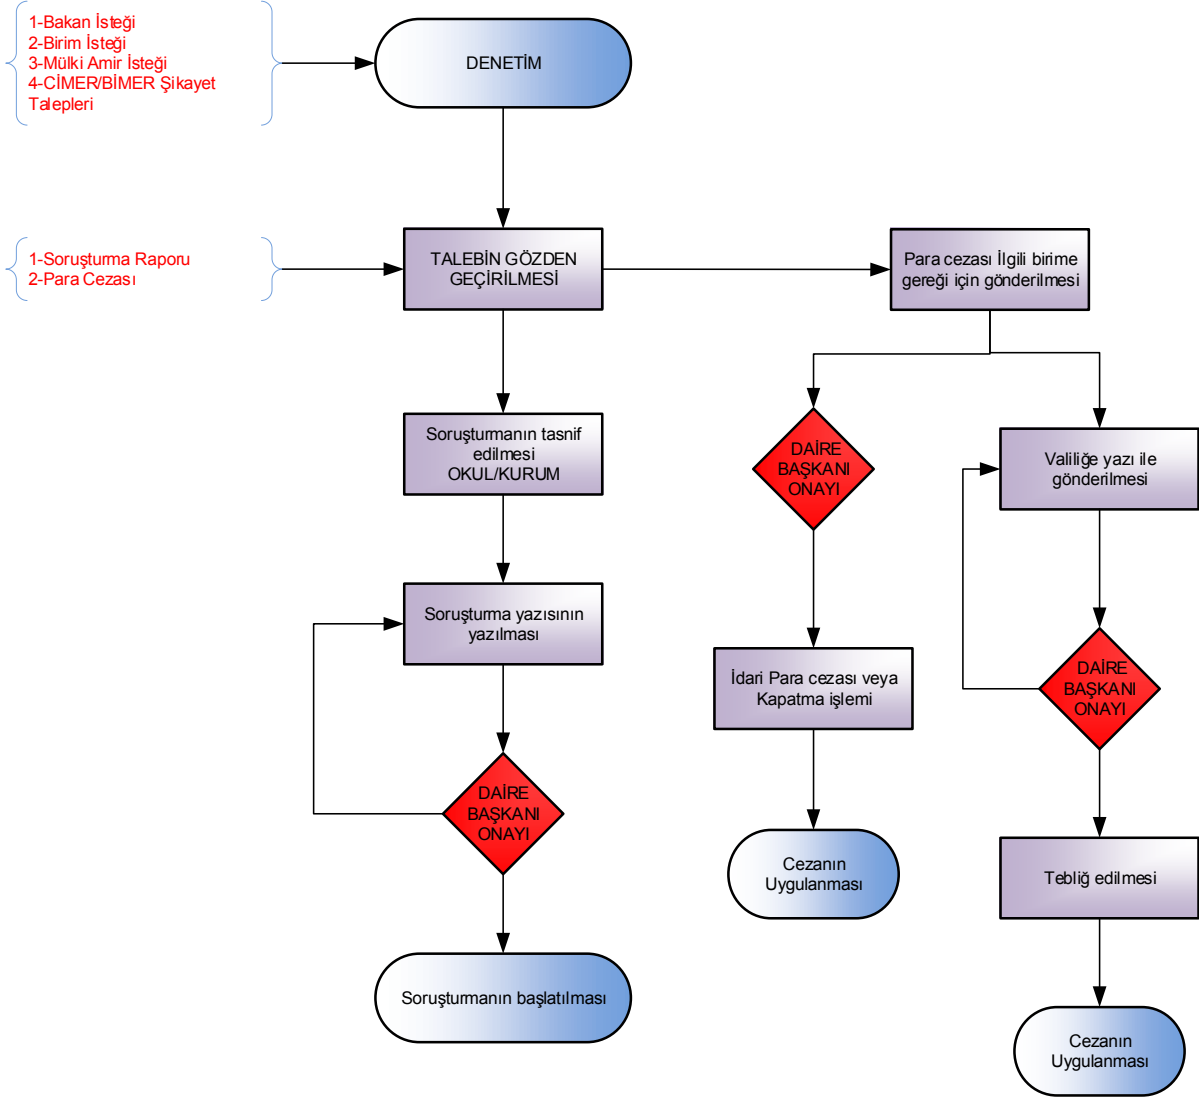 1-Bakan İsteği
2-Birim İsteği
3-Mülki Amir İsteği
4-CİMER/BİMER Şikayet
Talepleri
DENETİM
1-Soruşturma Raporu
2-Para Cezası
TALEBİN GÖZDEN
GEÇİRİLMESİ
Para cezası İlgili birime
gereği için gönderilmesi
Soruşturmanın tasnif
edilmesi
OKUL/KURUM
DAİRE
BAŞKANI
ONAYI
Valiliğe yazı ile
gönderilmesi
Soruşturma yazısının
yazılması
İdari Para cezası veya
Kapatma işlemi
DAİRE
BAŞKANI
ONAYI
DAİRE
BAŞKANI
ONAYI
Cezanın
Uygulanması
Tebliğ edilmesi
Soruşturmanın başlatılması
Cezanın
Uygulanması